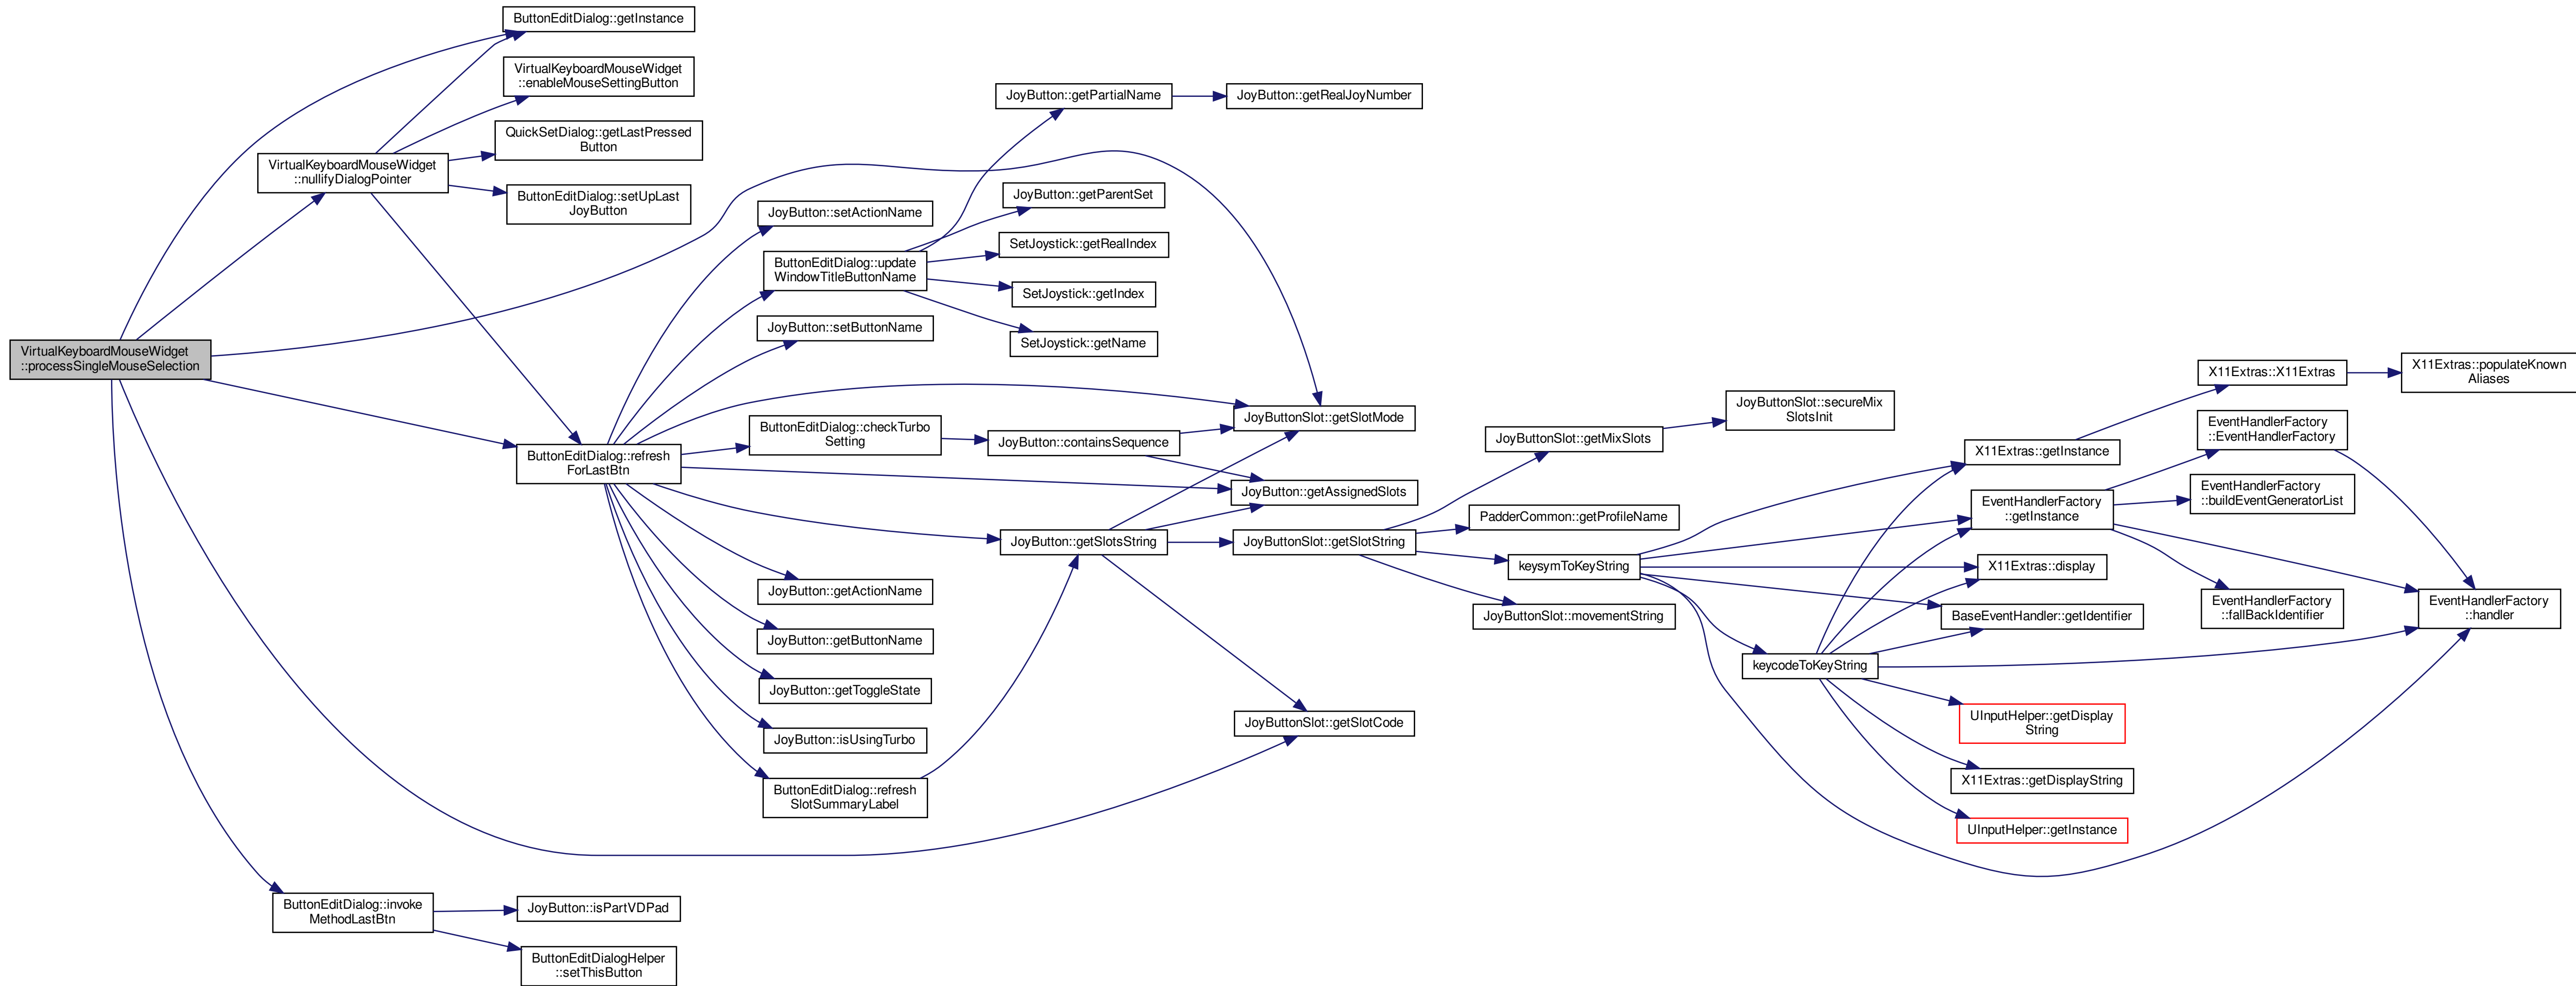 ButtonEditDialog::getInstance
VirtualKeyboardMouseWidget
::enableMouseSettingButton
QuickSetDialog::getLastPressed
Button
VirtualKeyboardMouseWidget
::nullifyDialogPointer
ButtonEditDialog::setUpLast
JoyButton
VirtualKeyboardMouseWidget
::processSingleMouseSelection
ButtonEditDialog::refresh
ForLastBtn
ButtonEditDialog::invoke
MethodLastBtn
JoyButton::isPartVDPad
ButtonEditDialogHelper
::setThisButton
JoyButton::setActionName
ButtonEditDialog::update
WindowTitleButtonName
JoyButton::setButtonName
ButtonEditDialog::checkTurbo
Setting
JoyButton::getActionName
JoyButton::getButtonName
JoyButton::getToggleState
JoyButton::isUsingTurbo
ButtonEditDialog::refresh
SlotSummaryLabel
JoyButton::getPartialName
JoyButton::getParentSet
SetJoystick::getRealIndex
SetJoystick::getIndex
SetJoystick::getName
JoyButton::containsSequence
JoyButton::getSlotsString
JoyButton::getRealJoyNumber
JoyButtonSlot::getSlotMode
JoyButton::getAssignedSlots
JoyButtonSlot::getSlotString
JoyButtonSlot::getSlotCode
JoyButtonSlot::getMixSlots
PadderCommon::getProfileName
keysymToKeyString
JoyButtonSlot::movementString
JoyButtonSlot::secureMix
SlotsInit
keycodeToKeyString
X11Extras::getInstance
EventHandlerFactory
::getInstance
X11Extras::display
BaseEventHandler::getIdentifier
UInputHelper::getDisplay
String
X11Extras::getDisplayString
UInputHelper::getInstance
X11Extras::X11Extras
EventHandlerFactory
::EventHandlerFactory
EventHandlerFactory
::buildEventGeneratorList
EventHandlerFactory
::fallBackIdentifier
X11Extras::populateKnown
Aliases
EventHandlerFactory
::handler